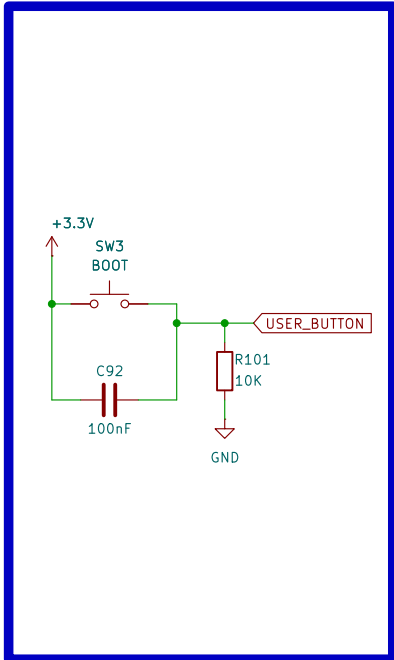 +3.3V
SW3
BOOT
USER_BUTTON
R101
10K
C92
100nF
GND